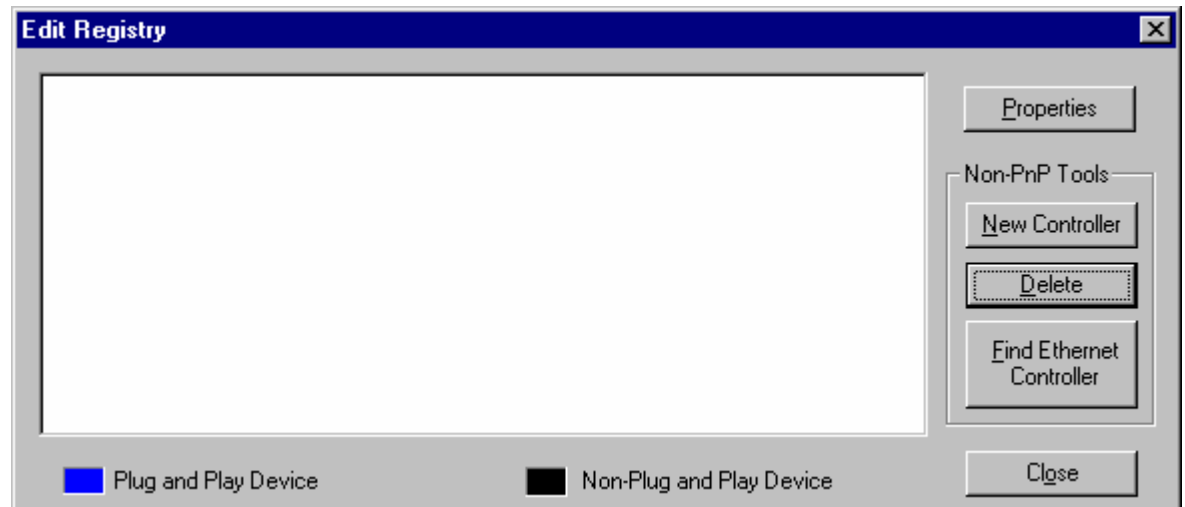 Edit Registry
Properties
Non-PnP Tools
New Controller
Delete
Find Ethernet
Controller
Plug and Play Device
Non-Plug and Play Device
Close